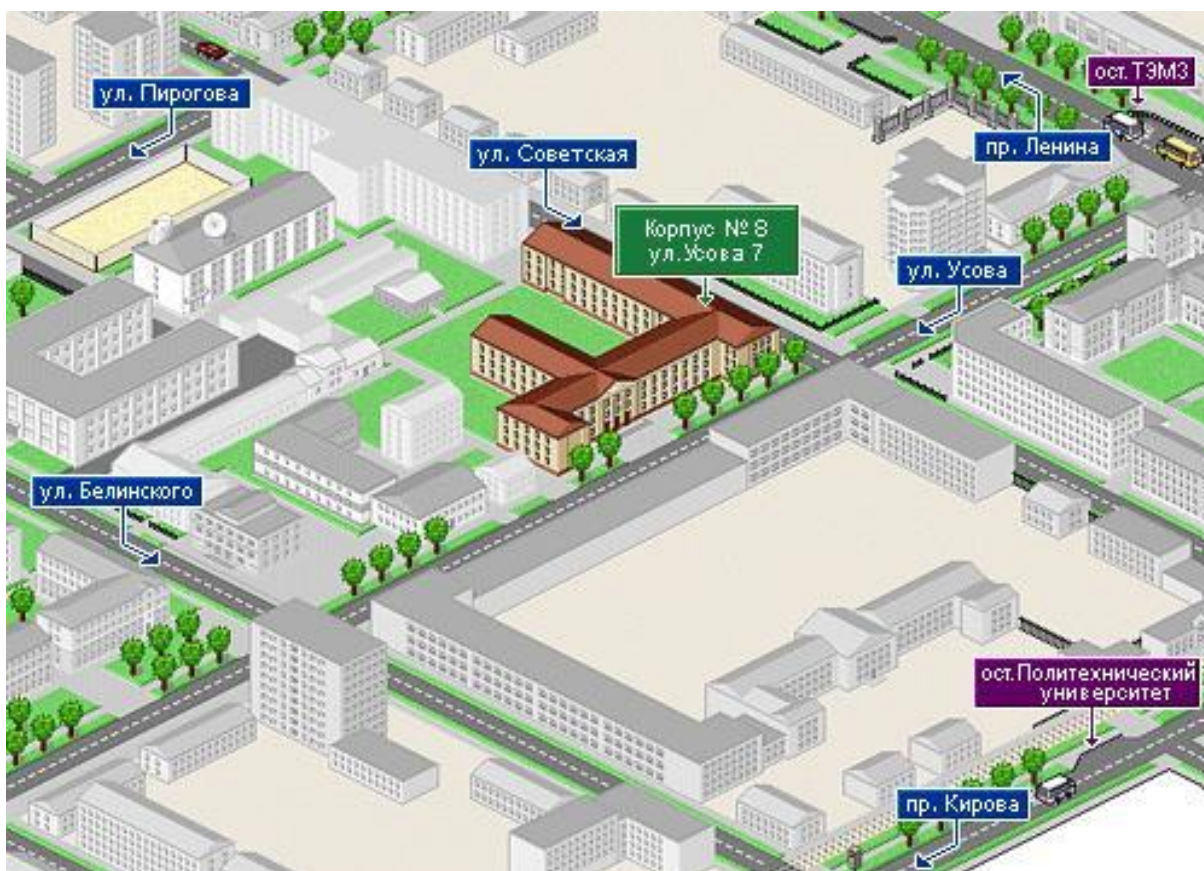 ост.ТЭМЗ
ул. Пирогова
пр. Ленина
ул. Советская
Корпус № 8
ул.Усова 7
ул. Усова
ул. Белинского
ост.Политехнический
университет
пр. Кирова